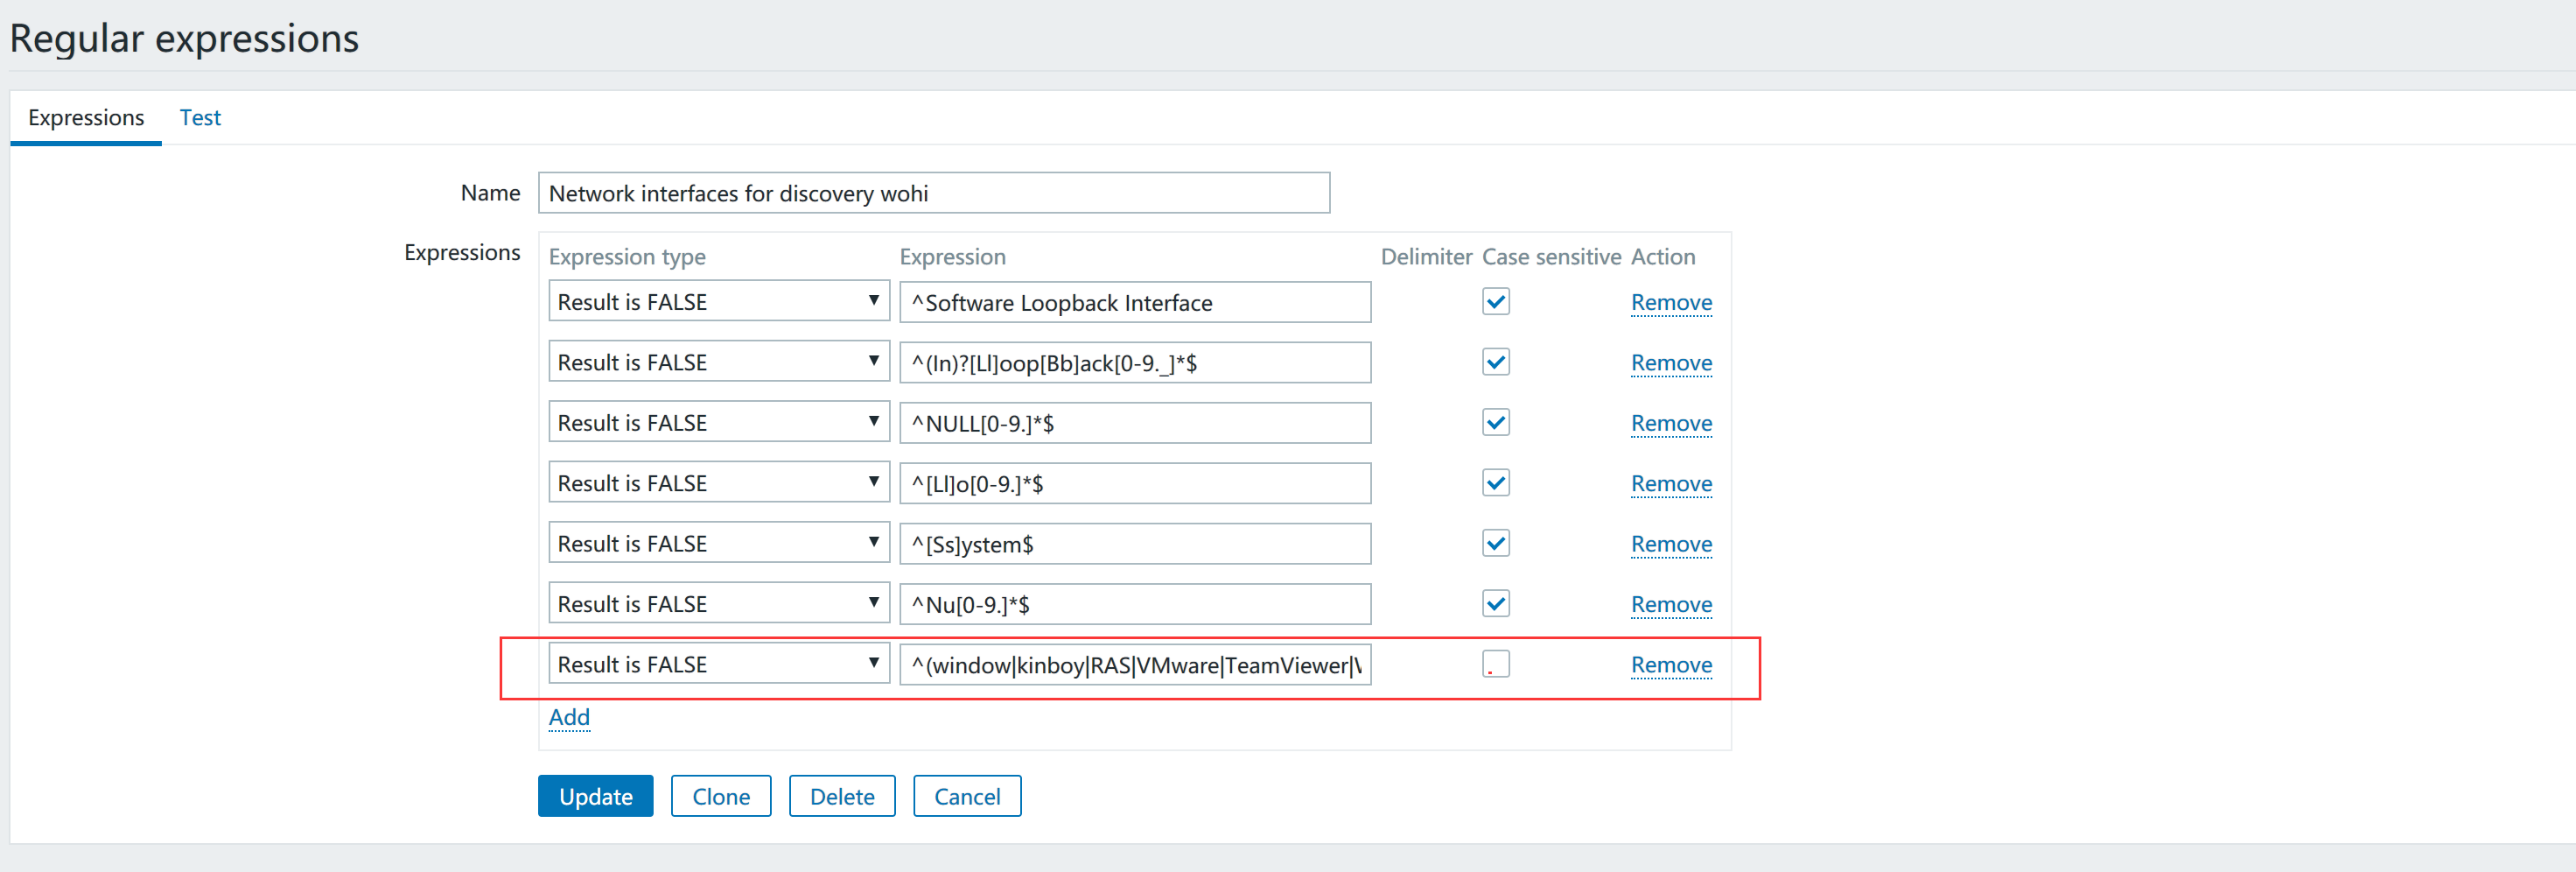 Regular expressions
Expressions Test
Name Network interfaces for discovery wohi
Expressions Expression type Expression Delimiter Case sensitive Action
Result is FALSE ^Software Loopback Interface Remove
Result is FALSE ^(In)?[Ll]oop[Bb]ack[0-9._]*$ Remove
Result is FALSE ^NULL[0-9.]*$ Remove
Result is FALSE ^[Ll]o[0-9.]*$ Remove
Result is FALSE ^[Ss]ystem$ Remove
Result is FALSE ^Nu[0-9.]*$ Remove
Result is FALSE ^(window|kinboy|RAS|VMware|TeamViewer| Remove
Add
Update Clone Delete Cancel